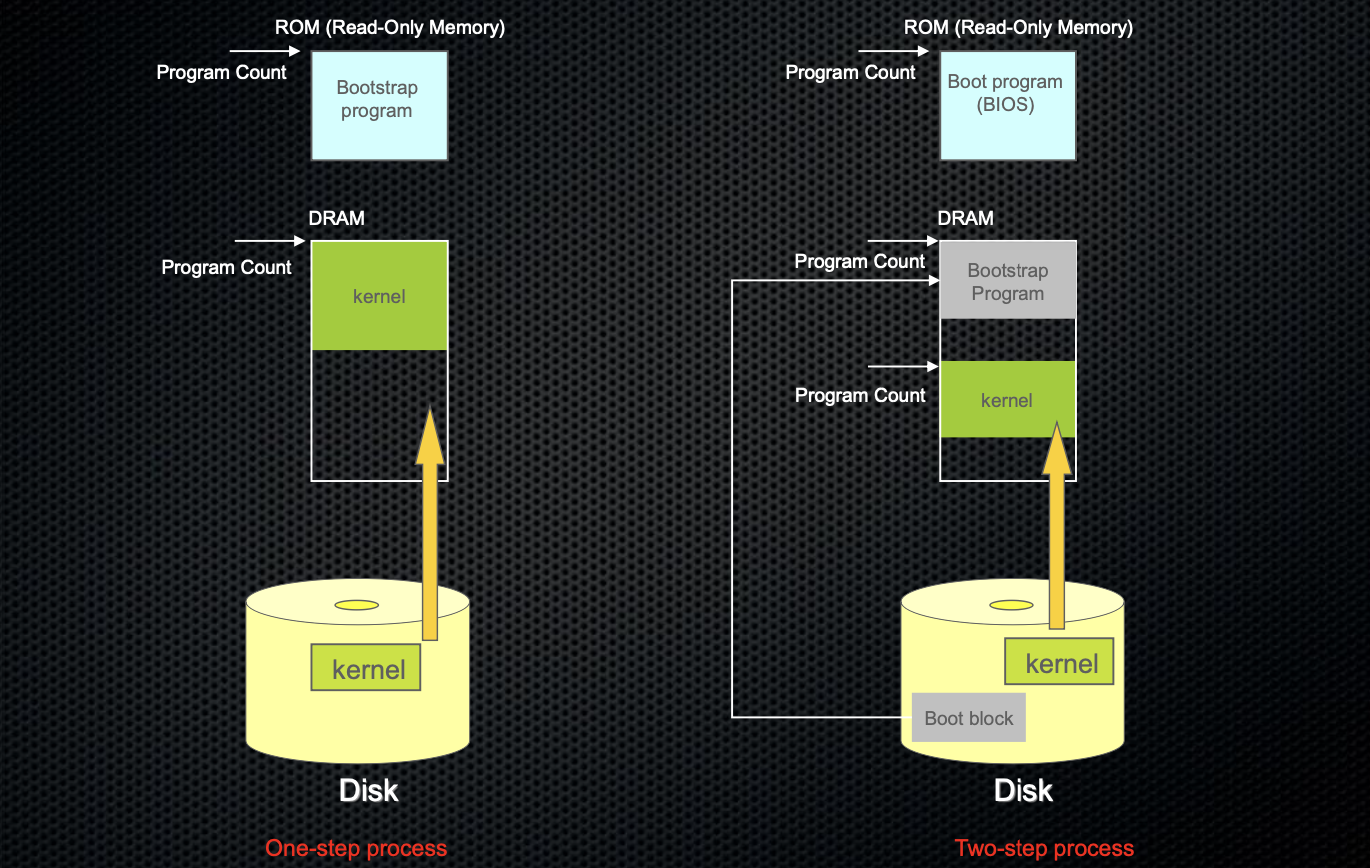 ROM (Read-Only Memory)
Program Count
Bootstrap
program
DRAM
Program Count
kernel
kernel
Disk
One-step process
ROM (Read-Only Memory)
Program Count
Boot program
(BIOS)
DRAM
Program Count
Bootstrap
Program
Program Count
kernel
kernel
Boot block
Disk
Two-step process